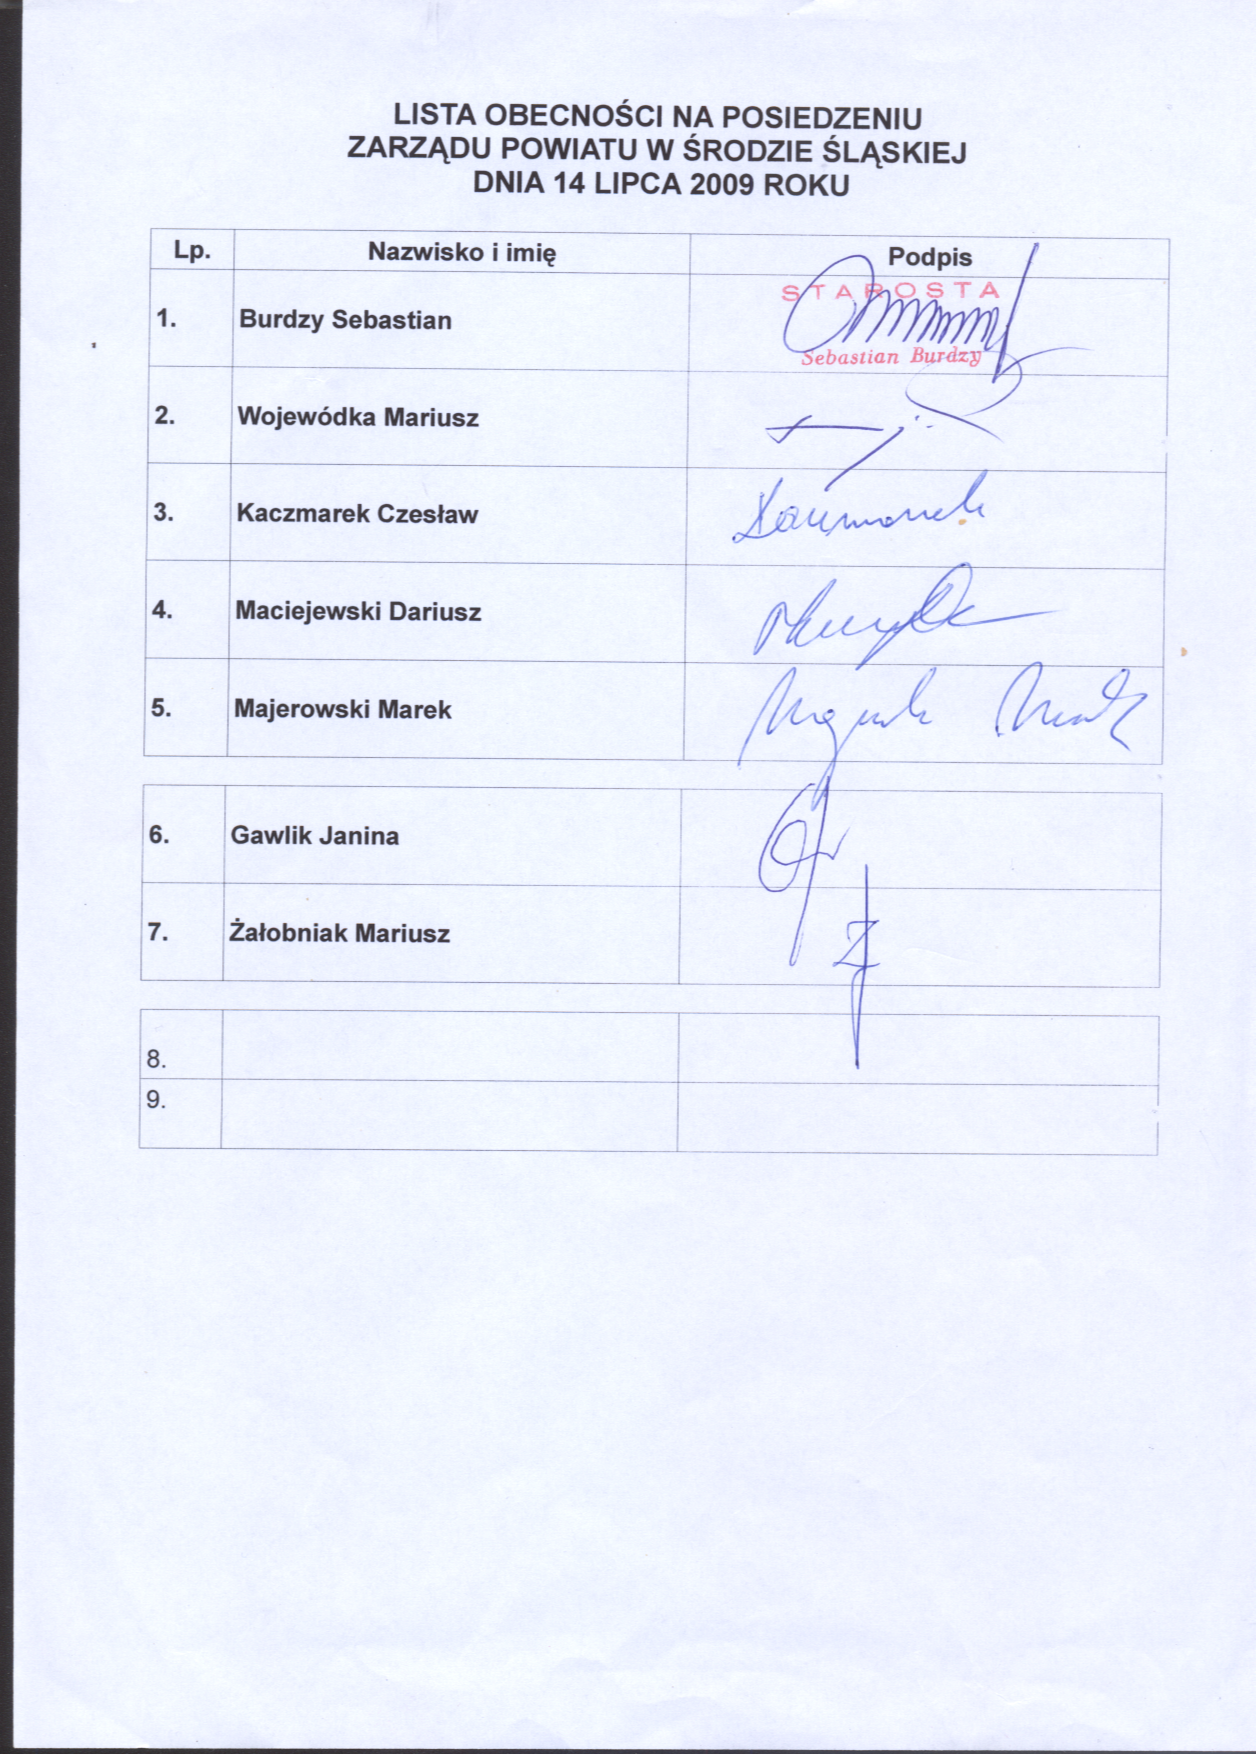 LISTA OBECNOŚCI NA POSIEDZENIU
ZARZĄDU POWIATU W ŚRODZIE ŚLĄSKIEJ
DNIA 14 LIPCA 2009 ROKU
Lp. Nazwisko i imię Podpis
1. Burdzy Sebastian STAROSTA
Sebastian Burdzy
2. Wojewódka Mariusz
3. Kaczmarek Czesław
4. Maciejewski Dariusz
5. Majerowski Marek
6. Gawlik Janina
7. Żałobniak Mariusz
8.
9.